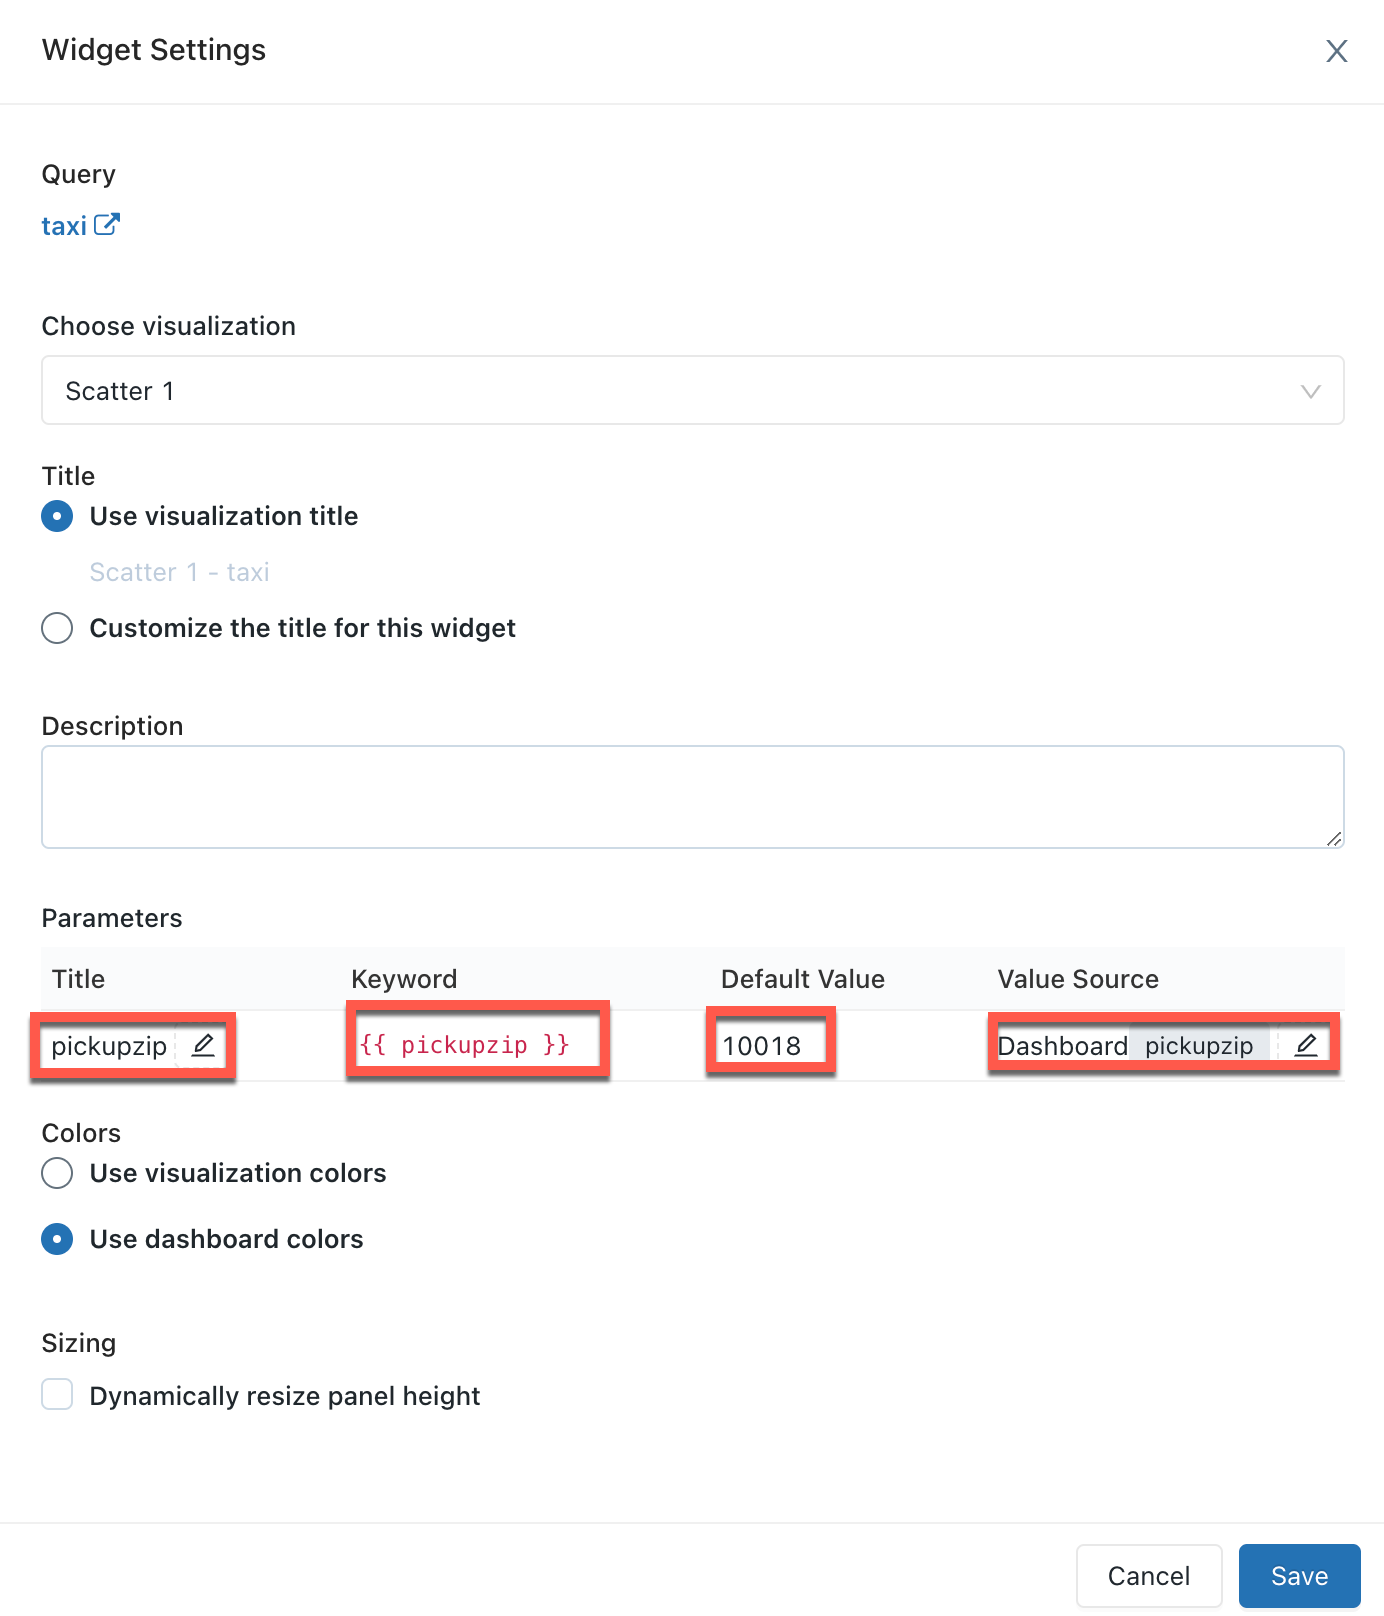 Widget Settings
Query
taxi
Choose visualization
Scatter 1
Title
Use visualization title
Scatter 1 - taxi
Customize the title for this widget
Description
Parameters
Title Keyword Default Value Value Source
pickupzip {{ pickupzip }} 10018 Dashboard pickupzip
Colors
Use visualization colors
Use dashboard colors
Sizing
Dynamically resize panel height
Cancel Save